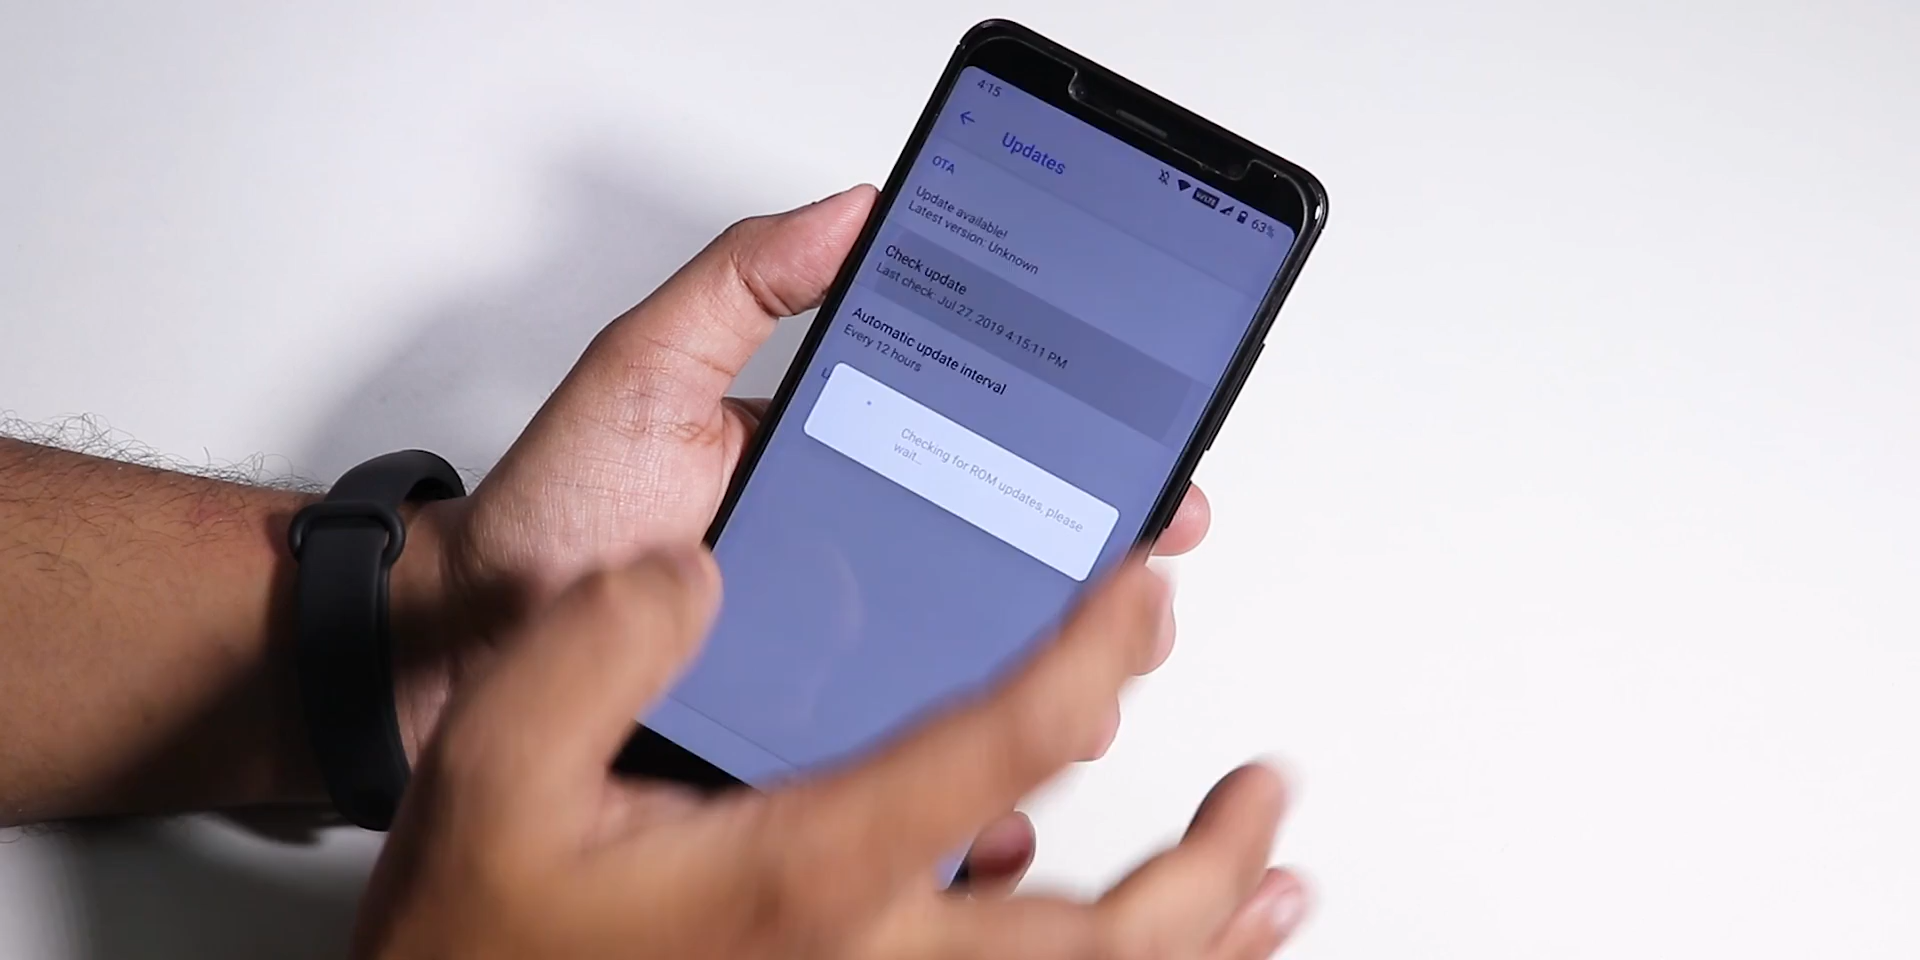 4:15
VoLTE
63%
Updates
OTA
Update available!
Latest version: Unknown
Check update
Last check: Jul 27, 2019 4:15:11 PM
Automatic update interval
Every 12 hours
Checking for ROM updates, please
wait...